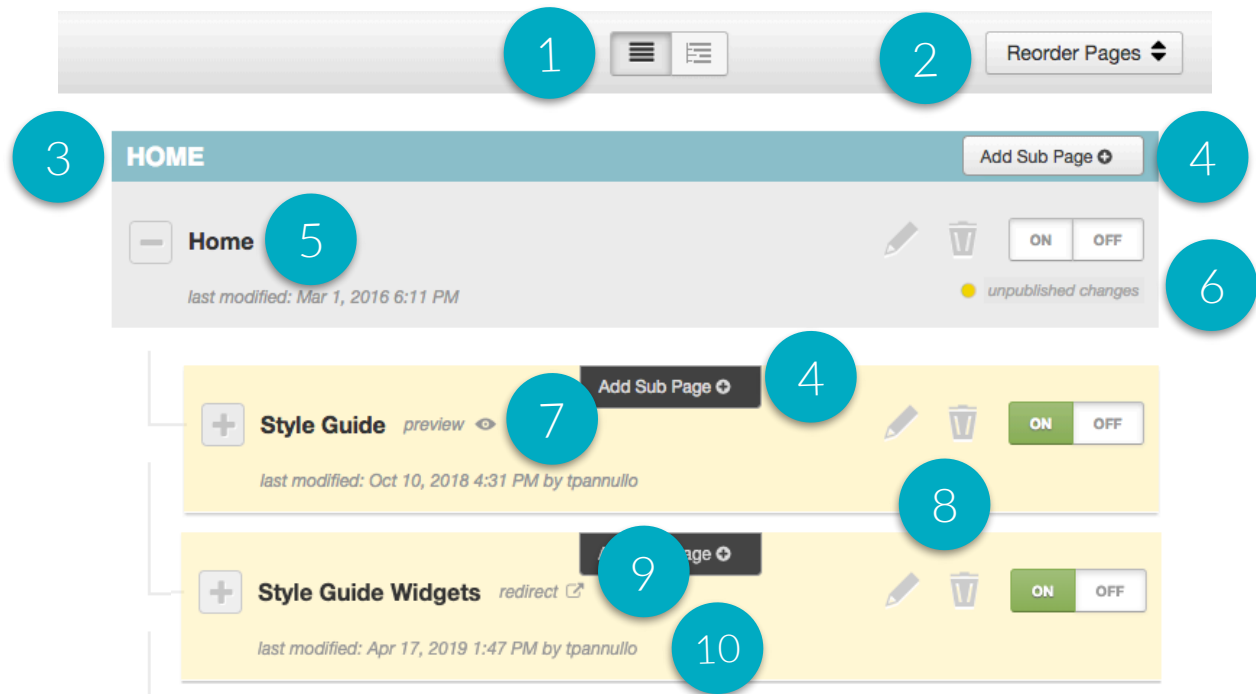 1
2
Reorder Pages
3
HOME
Add Sub Page
4
Home
5
ON OFF
last modified: Mar 1, 2016 6:11 PM
unpublished changes
6
Add Sub Page
4
Style Guide preview
7
ON OFF
last modified: Oct 10, 2018 4:31 PM by tpannullo
8
9
Style Guide Widgets redirect
ON OFF
last modified: Apr 17, 2019 1:47 PM by tpannullo
10